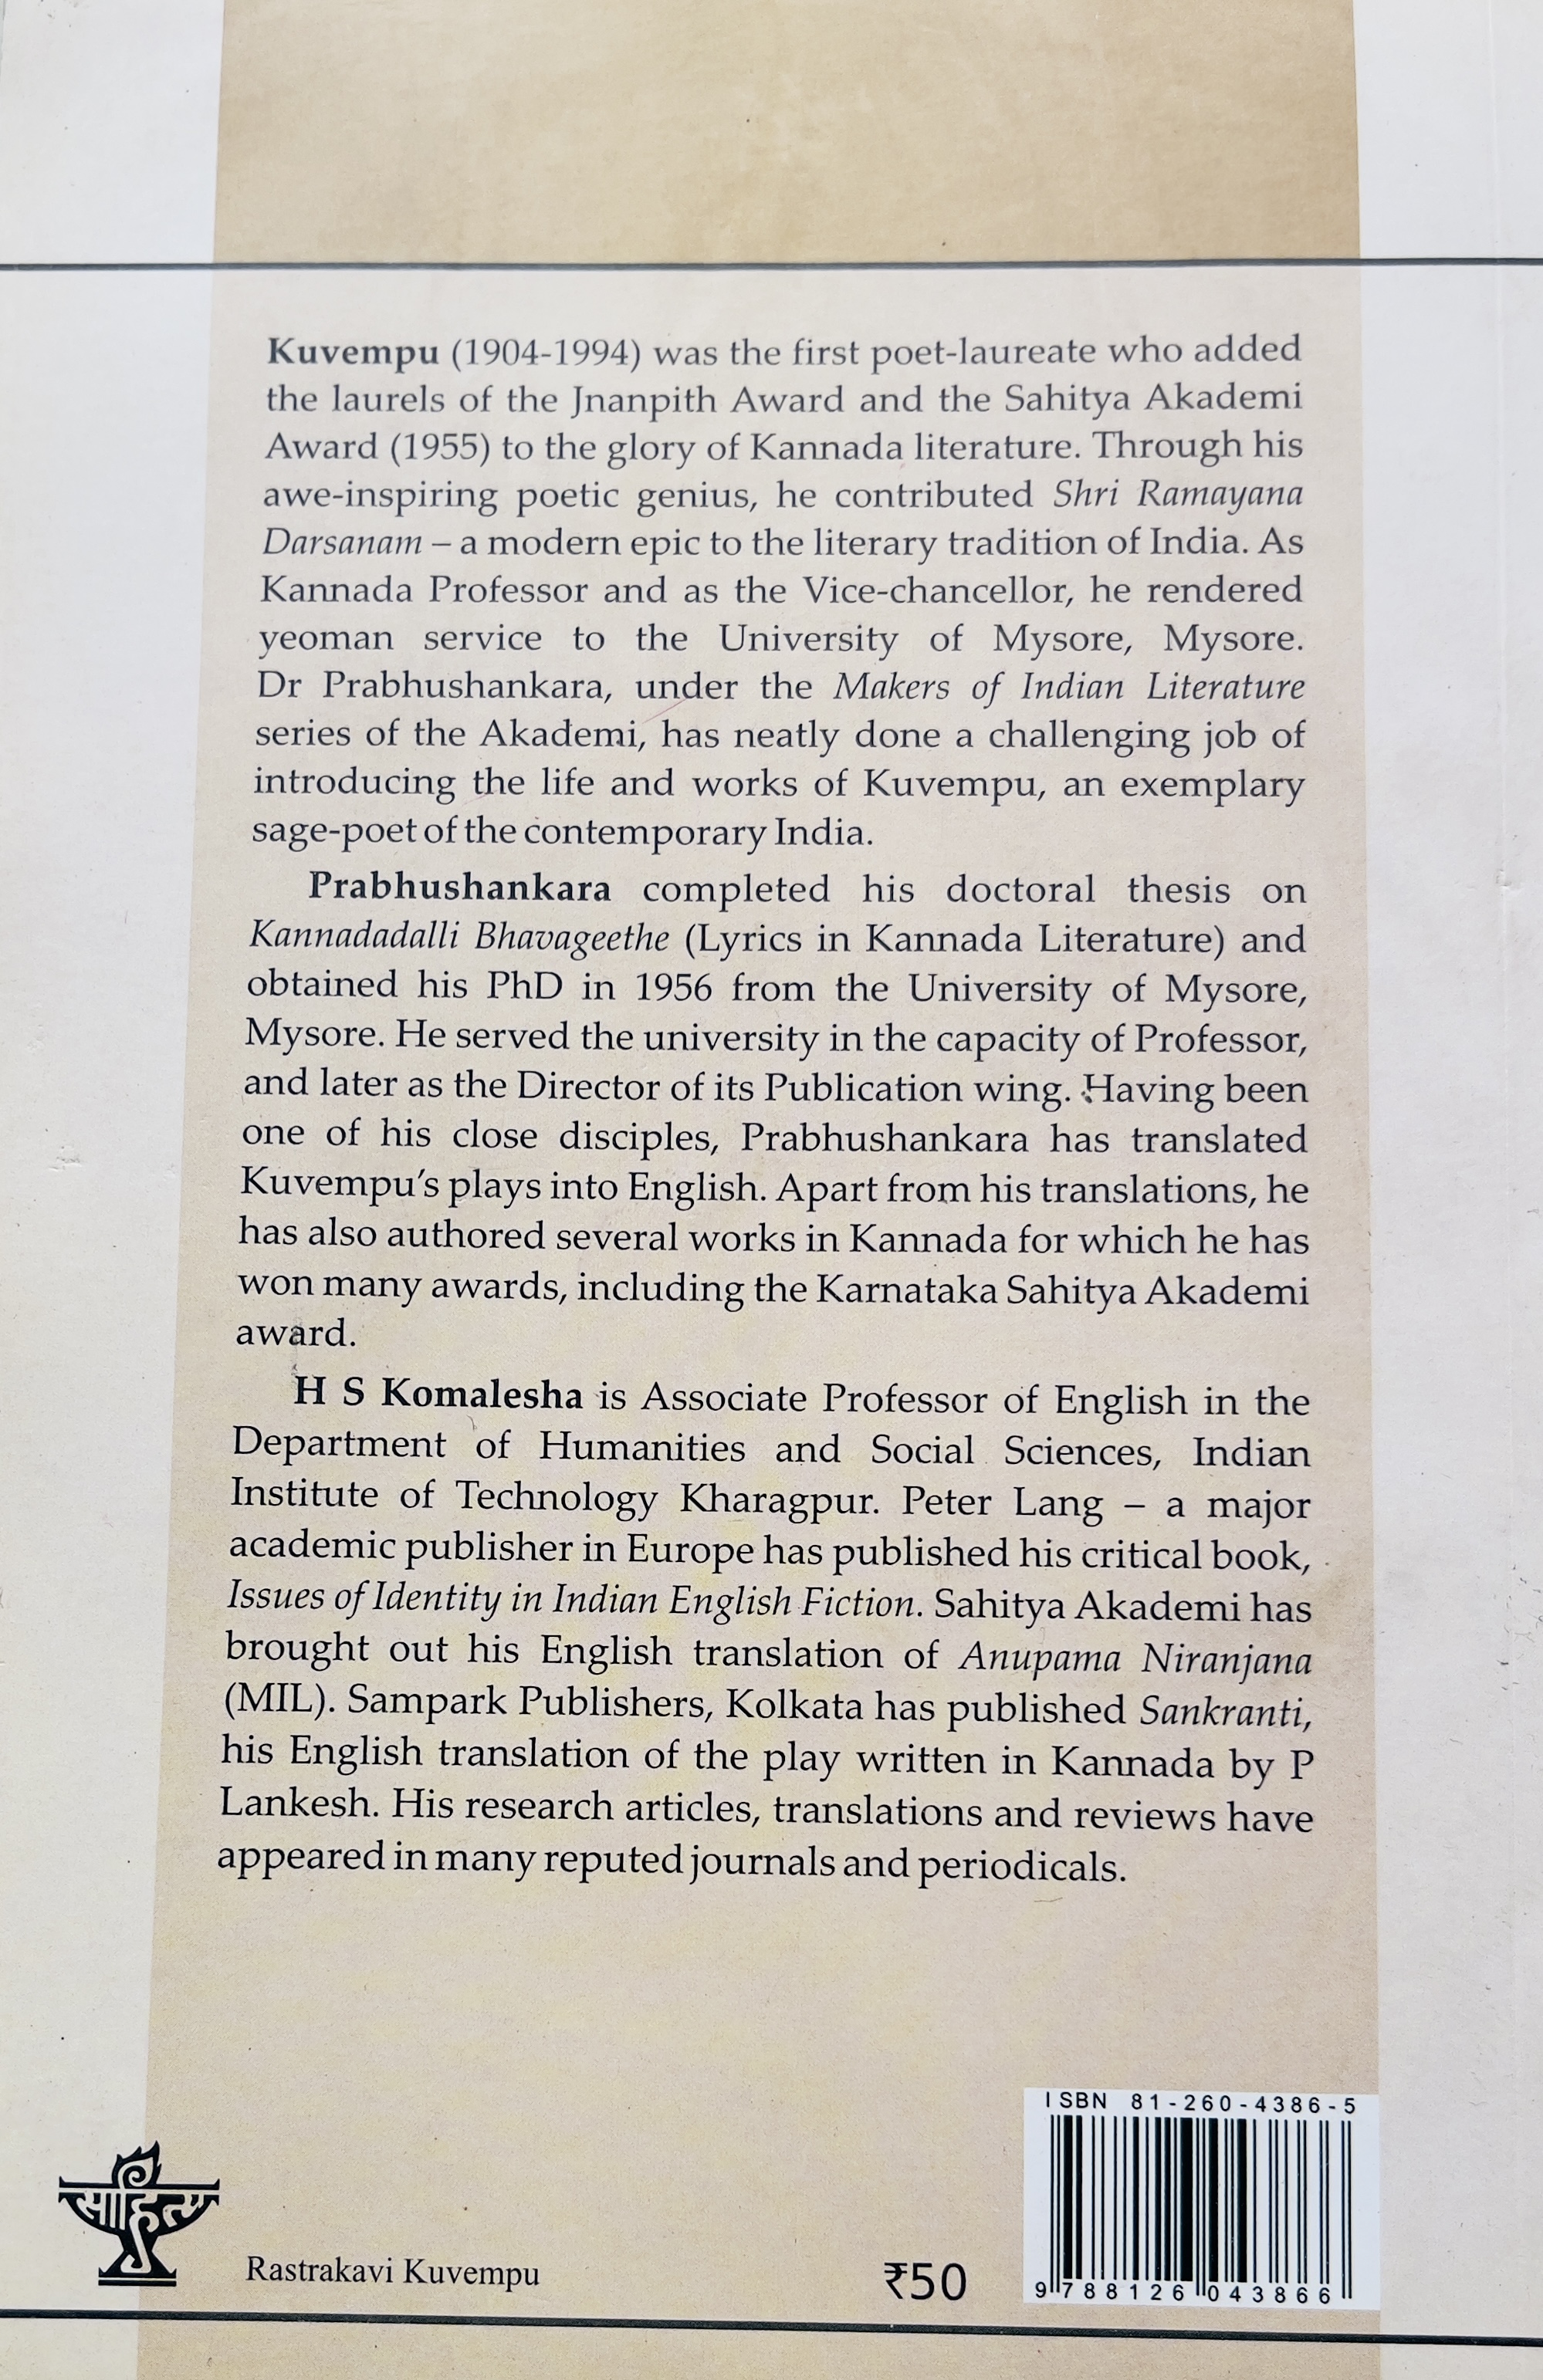 Kuvempu (1904-1994) was the first poet-laureate who added
the laurels of the Jnanpith Award and the Sahitya Akademi
Award (1955) to the glory of Kannada literature. Through his
awe-inspiring poetic genius, he contributed Shri Ramayana
Darsanam – a modern epic to the literary tradition of India. As
Kannada Professor and as the Vice-chancellor, he rendered
yeoman service to the University of Mysore, Mysore.
Dr Prabhushankara, under the Makers of Indian Literature
series of the Akademi, has neatly done a challenging job of
introducing the life and works of Kuvempu, an exemplary
sage-poet of the contemporary India.
Prabhushankara completed his doctoral thesis on
Kannadadalli Bhavageethe (Lyrics in Kannada Literature) and
obtained his PhD in 1956 from the University of Mysore,
Mysore. He served the university in the capacity of Professor,
and later as the Director of its Publication wing. Having been
one of his close disciples, Prabhushankara has translated
Kuvempu's plays into English. Apart from his translations, he
has also authored several works in Kannada for which he has
won many awards, including the Karnataka Sahitya Akademi
award.
H S Komalesha is Associate Professor of English in the
Department of Humanities and Social Sciences, Indian
Institute of Technology Kharagpur. Peter Lang – a major
academic publisher in Europe has published his critical book,
Issues of Identity in Indian English Fiction. Sahitya Akademi has
brought out his English translation of Anupama Niranjana
(MIL). Sampark Publishers, Kolkata has published Sankranti,
his English translation of the play written in Kannada by P
Lankesh. His research articles, translations and reviews have
appeared in many reputed journals and periodicals.
ISBN 81-260-4386-5
साहित्य
Rastrakavi Kuvempu
₹50
9788126043866